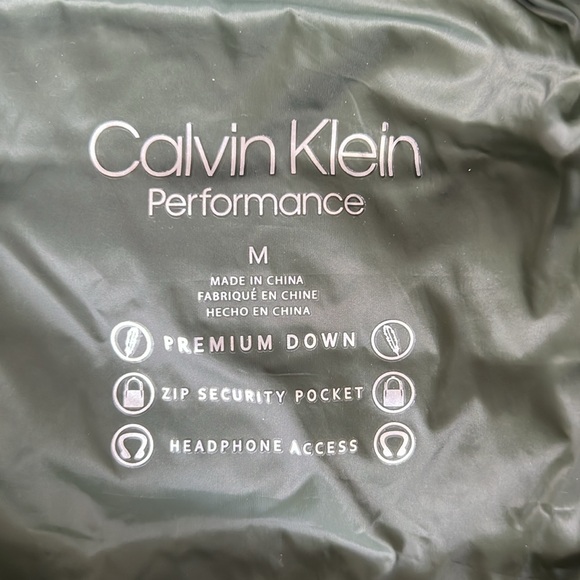 Calvin Klein
Performance
M
MADE IN CHINA
FABRIQUÉ EN CHINE
HECHO EN CHINA
PREMIUM DOWN
ZIP SECURITY POCKET
HEADPHONE ACCESS